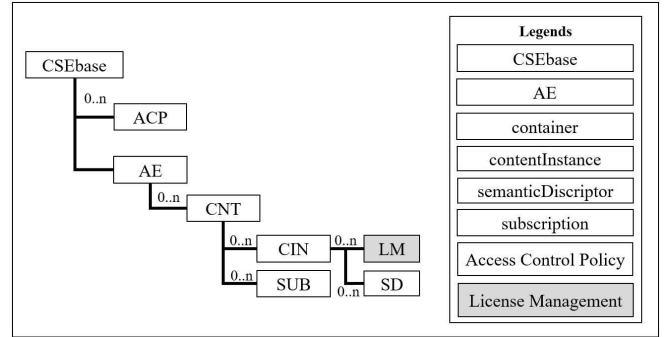 CSEbase
0..n
ACP
AE
0..n
CNT
0..n
CIN
0..n
LM
0..n
SUB
0..n
SD
Legends
CSEbase
AE
container
contentInstance
semanticDiscriptor
subscription
Access Control Policy
License Management